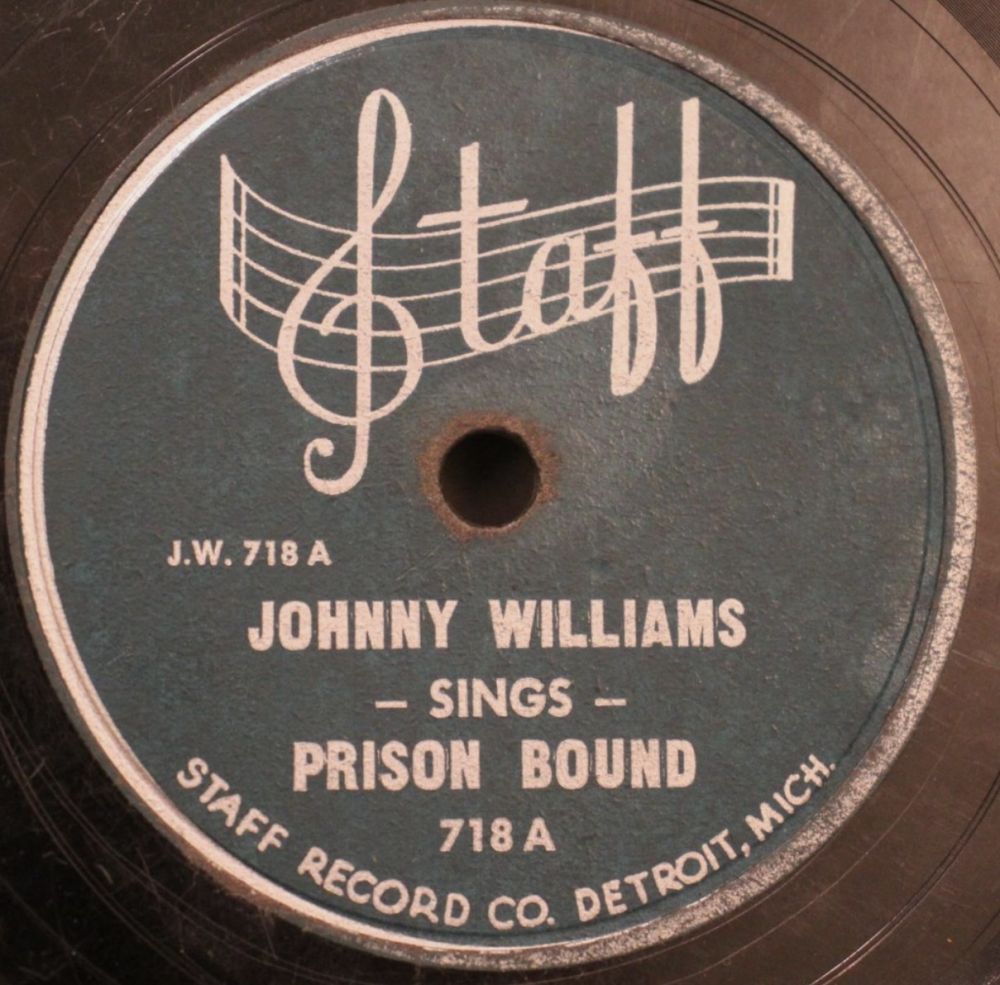 Staff
J.W. 718 A
JOHNNY WILLIAMS
– SINGS –
PRISON BOUND
718 A
STAFF RECORD CO. DETROIT, MICH.